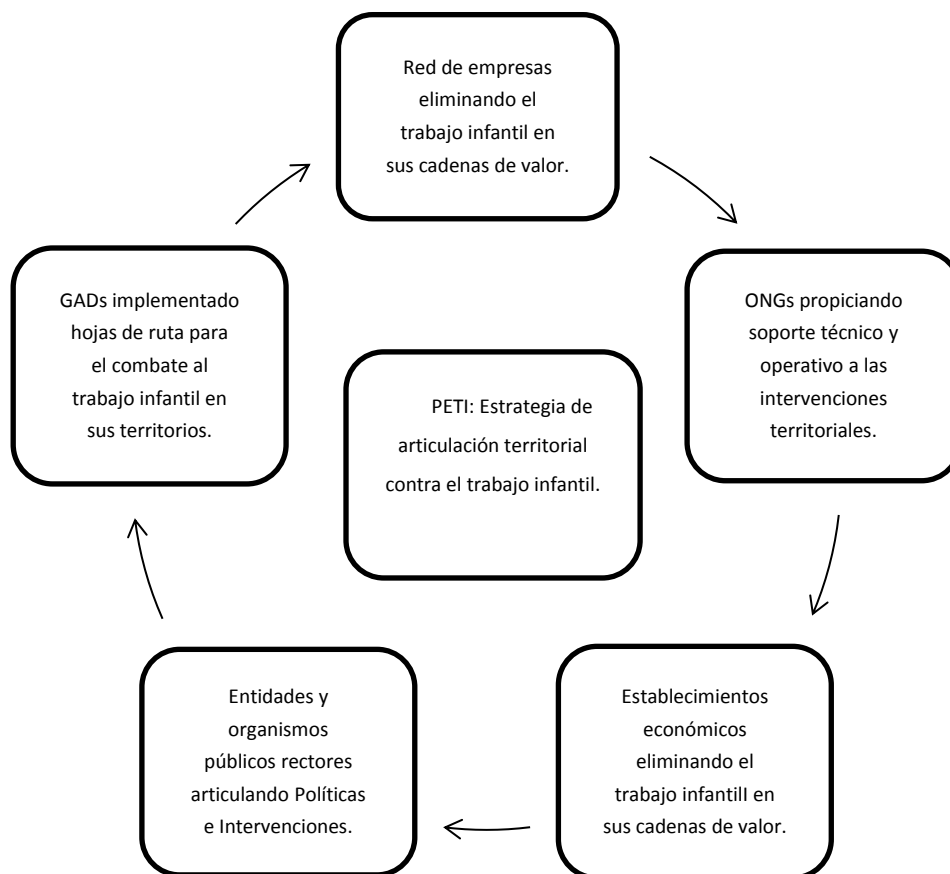 Red de empresas
eliminando el
trabajo infantil en
sus cadenas de valor.
GADs implementado
hojas de ruta para
el combate al
trabajo infantil en
sus territorios.
ONGs propiciando
soporte técnico y
operativo a las
intervenciones
territoriales.
PETI: Estrategia de
articulación territorial
contra el trabajo infantil.
Entidades y
organismos
públicos rectores
articulando Políticas
e Intervenciones.
Establecimientos
económicos
eliminando el
trabajo infantilI en
sus cadenas de valor.